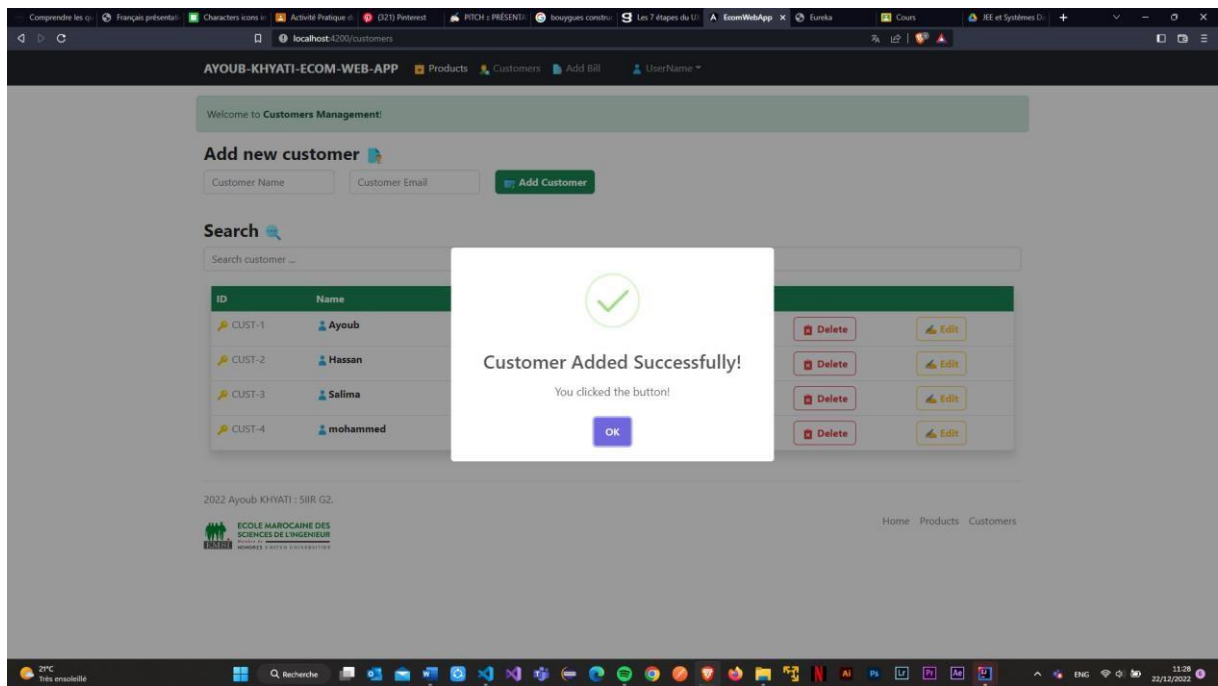 Comprendre les q
Français présentati
Characters icons in
Activité Pratique
(321) Pinterest
PITCH : PRÉSENTA
bouygues construc
Les 7 étapes du U
EcomWebApp
Eureka
Cours
JEE et Systèmes D
localhost:4200/customers
AYOUB-KHYATI-ECOM-WEB-APP Products Customers Add Bill UserName
Welcome to Customers Management!
Add new customer
Customer Name Customer Email Add Customer
Search
Search customer ...
ID Name
CUST-1 Ayoub Delete Edit
CUST-2 Hassan Delete Edit
CUST-3 Salima Delete Edit
CUST-4 mohammed Delete Edit
Customer Added Successfully!
You clicked the button!
OK
2022 Ayoub KHYATI : 5IIR G2.
ECOLE MAROCAINE DES
SCIENCES DE L'INGENIEUR
Home Products Customers
21°C
Très ensoleillé
Recherche
ENG
11:28
22/12/2022